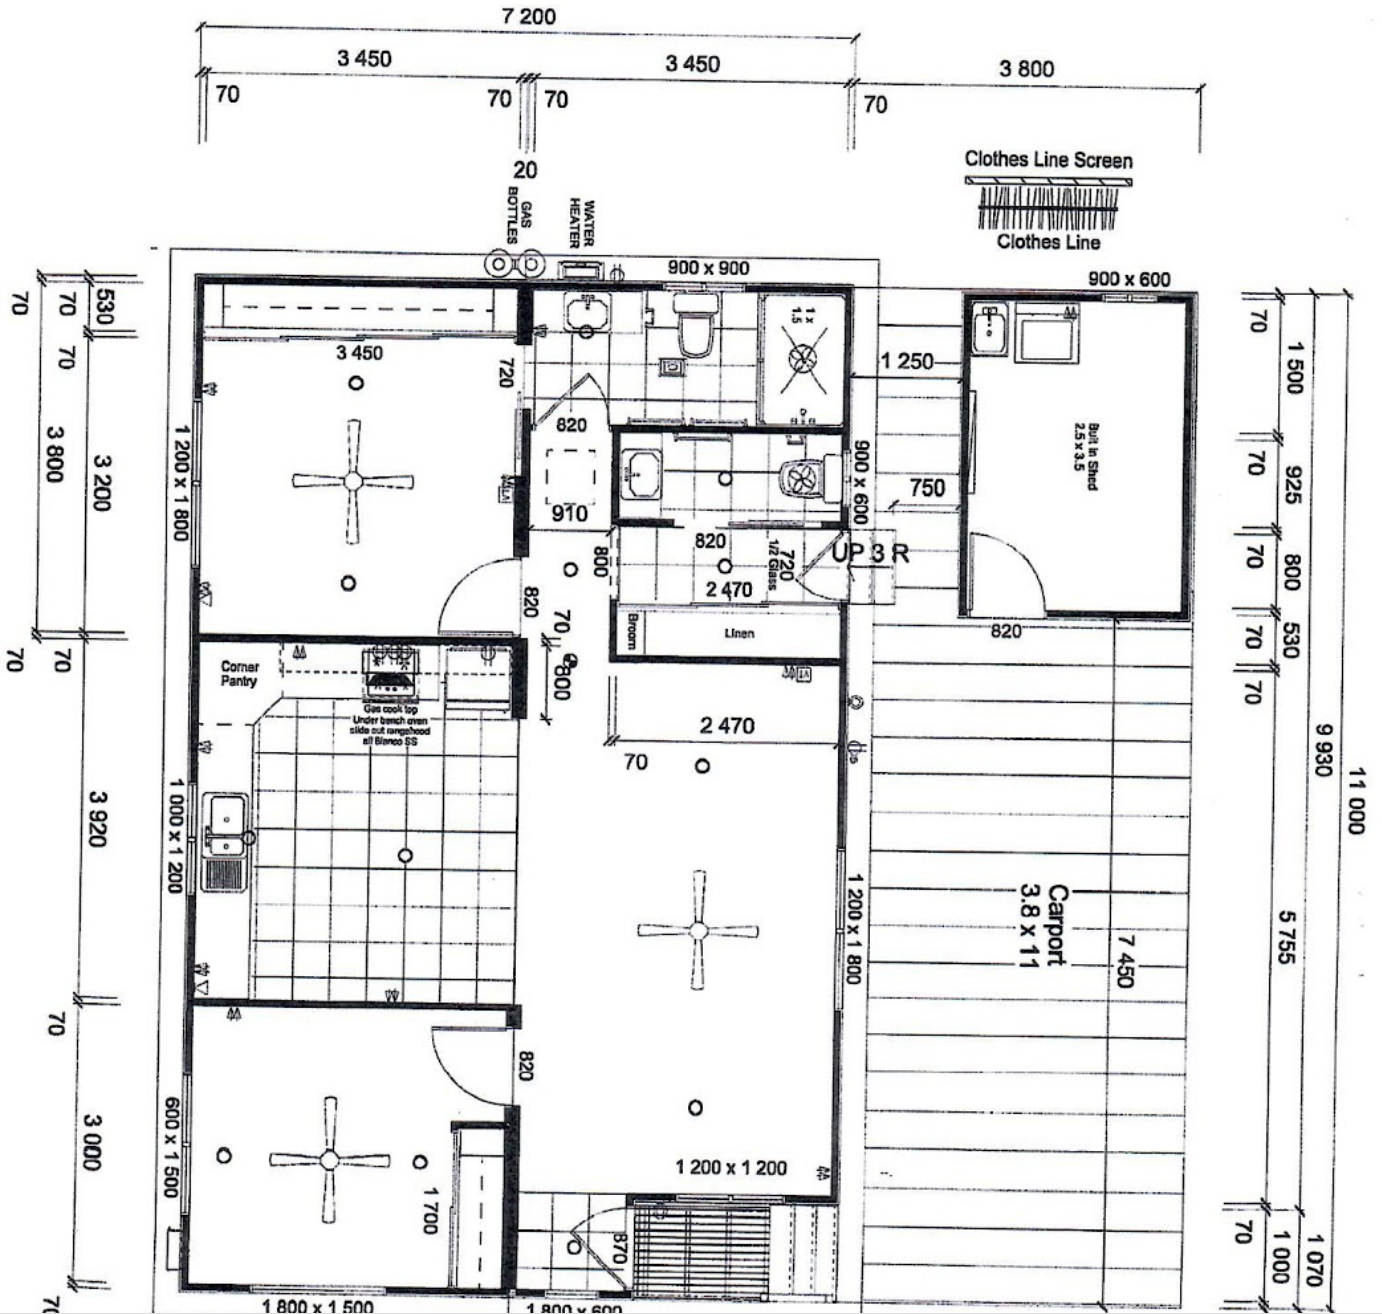 7 200
3 450
3 450
3 800
70
70
70
70
20
Clothes Line Screen
Clothes Line
GAS
BOTTLES
WATER
HEATER
900 x 900
900 x 600
70
70
530
70
3 450
720
1 x
1.5
1 250
70
1 500
11 000
3 800
3 200
1 200 x 1 800
820
910
900 x 600
750
Built in Shed
2.5 x 3.5
70
925
820
800
820
720
1/2 Glass
UP 3 R
2 470
70
800
Broom
Linen
820
70
530
70
70
70
70
800
Corner
Pantry
Gas cook top
Under bench oven
slide out rangehood
all Blanco SS
2 470
70
9 930
3 920
1 000 x 1 200
1 200 x 1 800
Carport
3.8 x 11
7 450
5 755
70
820
3 000
600 x 1 500
1 700
1 200 x 1 200
870
70
1 000
1 070
1 800 x 1 500
1 800 x 600